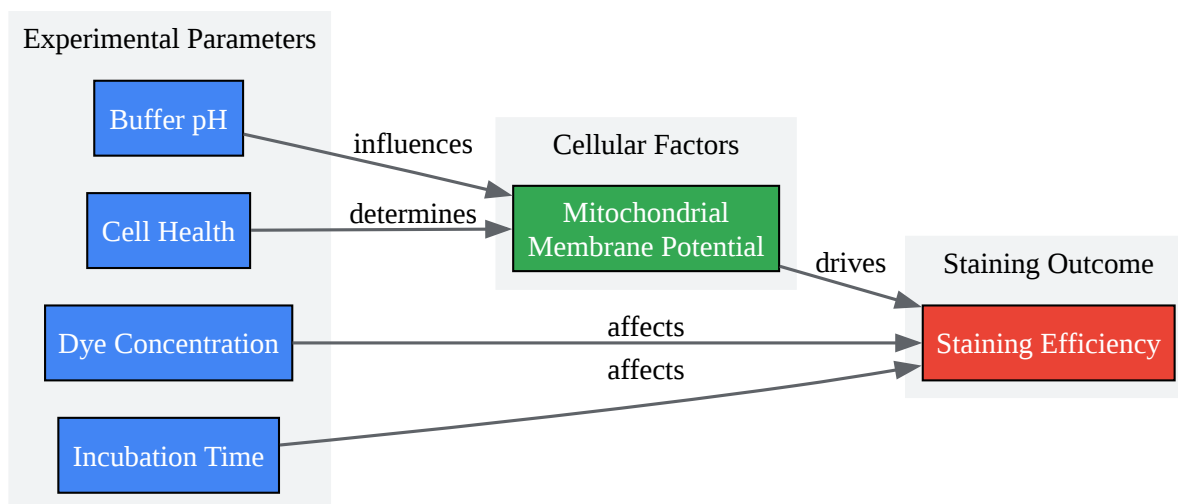 Experimental Parameters
Buffer pH
influences
Cellular Factors
Cell Health
determines
Mitochondrial
Membrane Potential
drives
Staining Outcome
Dye Concentration
affects
Staining Efficiency
affects
Incubation Time